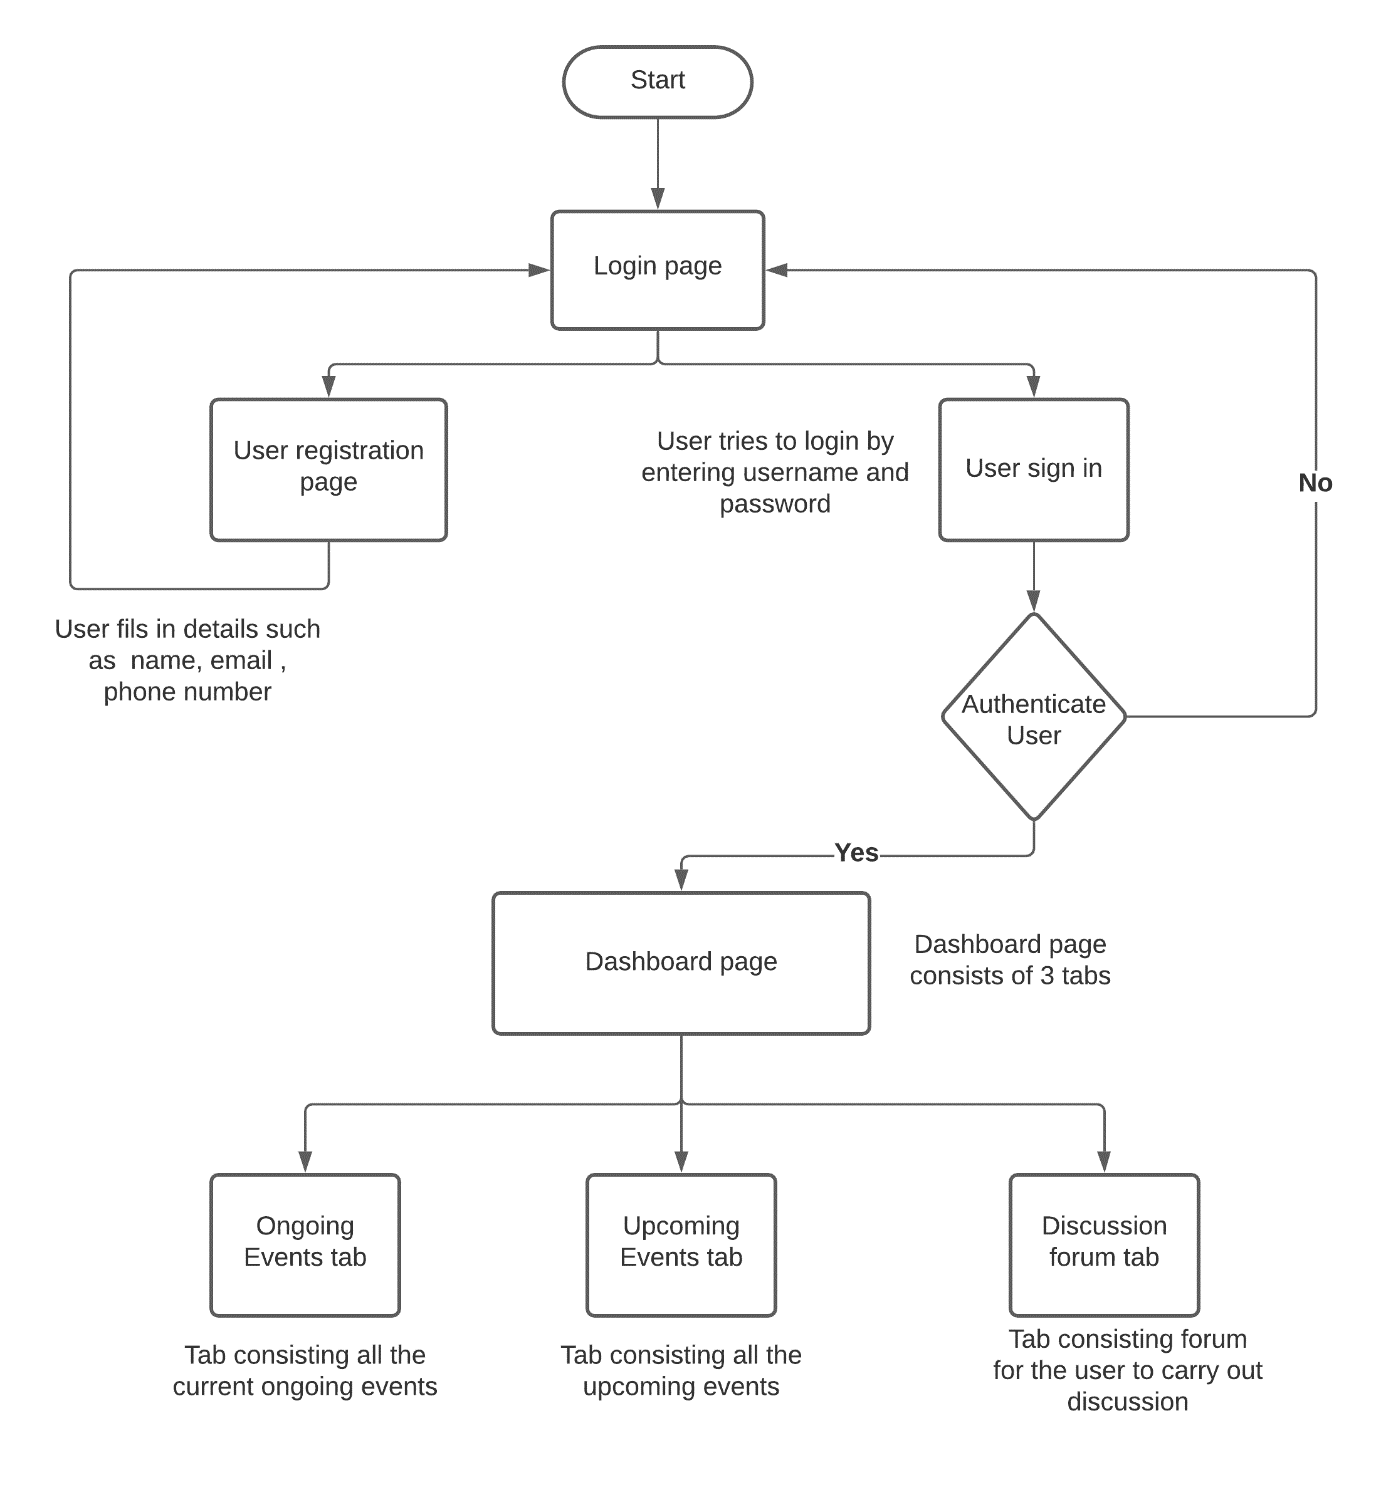 Start
Login page
User registration
page
User tries to login by
entering username and
password
User sign in
No
User fils in details such
as  name, email ,
phone number
Authenticate
User
Yes
Dashboard page
Dashboard page
consists of 3 tabs
Ongoing
Events tab
Upcoming
Events tab
Discussion
forum tab
Tab consisting all the
current ongoing events
Tab consisting all the
upcoming events
Tab consisting forum
for the user to carry out
discussion